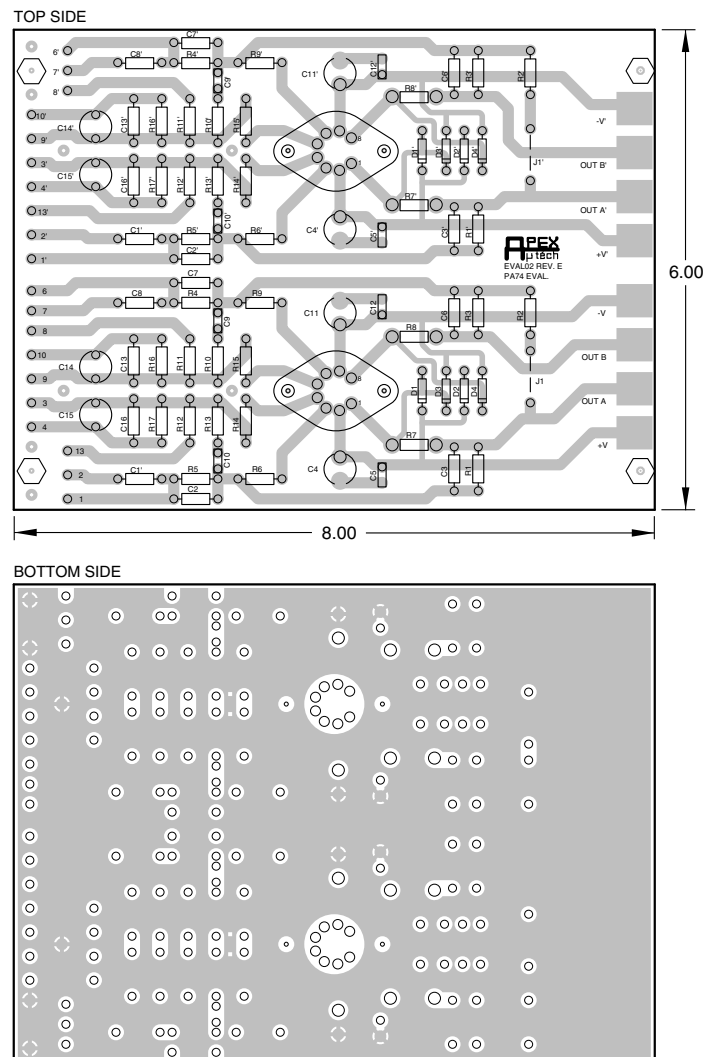 TOP SIDE
C7'
6'
C8' R4' R9'
7'
C9'
8'
C11' C12' C6' R3' R2'
R8'
-V'
10'
C14' C13' R16' R11' R10' R15'
9'
8
D1' D3' D2' D4'
J1'
OUT B'
3'
C15' C16' R17' R12' R13' R14'
1
4'
R7'
OUT A'
13'
C10'
C4' C5' C3' R1'
2' C1' R5' R6'
+V'
C2'
1'
APEX
µ tech
EVAL02 REV. E
PA74 EVAL.
6.00
C7
6
C8 R4 R9
7
C9
8
C11 C12 C6 R3 R2
-V
R8
OUT B
10
C14 C13 R16 R11 R10 R15
9
8
D1 D3 D2 D4
J1
3
C15 C16 R17 R12 R13 R14
1
OUT A
4
R7
+V
13
C10
C4 C5 C3 R1
2 C1' R5 R6
C2
1
8.00
BOTTOM SIDE